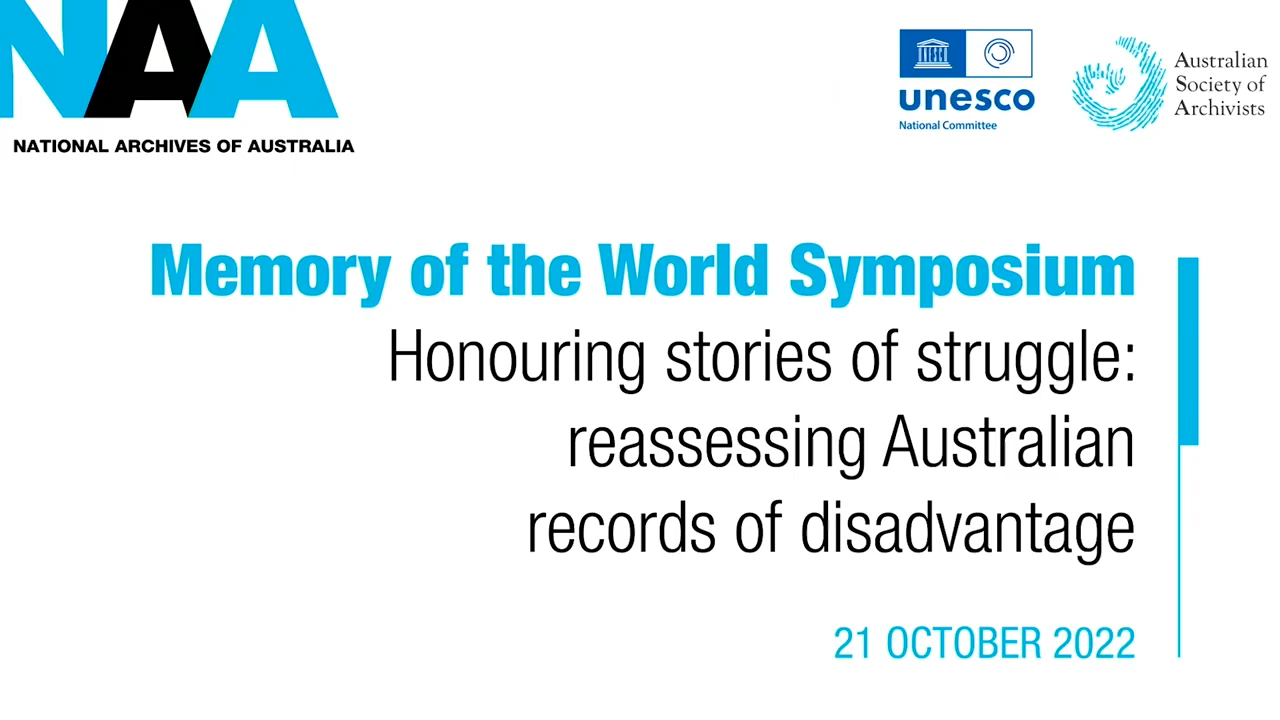 NAA
NATIONAL ARCHIVES OF AUSTRALIA
UNESCO
unesco
National Committee
Australian
Society of
Archivists
Memory of the World Symposium
Honouring stories of struggle:
reassessing Australian
records of disadvantage
21 OCTOBER 2022